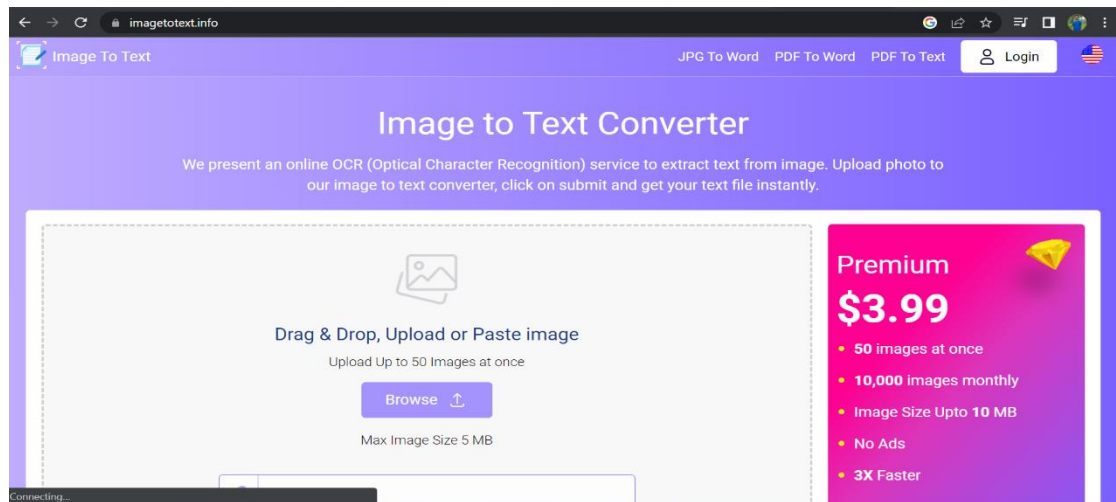 imagetotext.info
Image To Text
JPG To Word PDF To Word PDF To Text Login
Image to Text Converter
We present an online OCR (Optical Character Recognition) service to extract text from image. Upload photo to
our image to text converter, click on submit and get your text file instantly.
Drag & Drop, Upload or Paste image
Upload Up to 50 Images at once
Browse
Max Image Size 5 MB
Premium
$3.99
50 images at once
10,000 images monthly
Image Size Upto 10 MB
No Ads
3X Faster
Connecting...